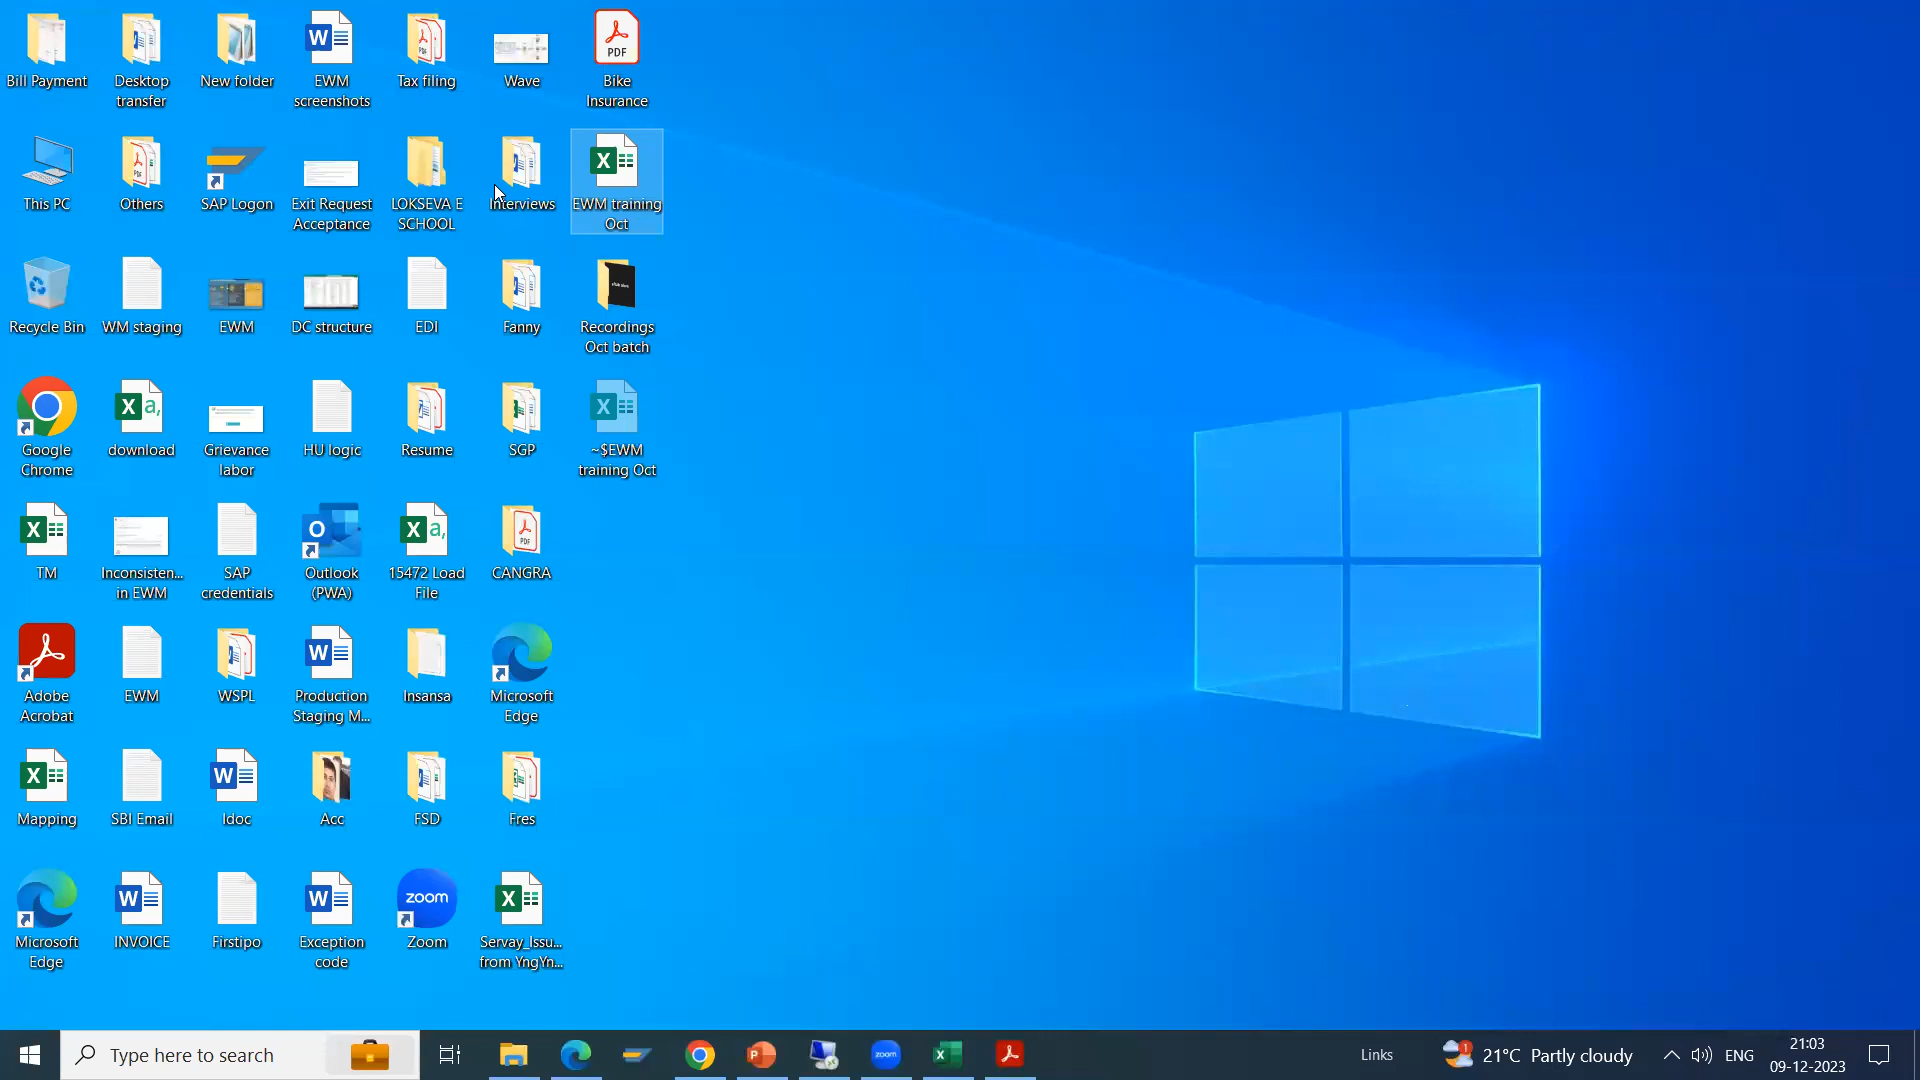 Bill Payment
Desktop
transfer
New folder
EWM
screenshots
Tax filing
Wave
PDF
Bike
Insurance
This PC
Others
SAP Logon
Exit Request
Acceptance
LOKSEVA E
SCHOOL
Interviews
EWM training
Oct
Recycle Bin
WM staging
EWM
DC structure
EDI
Fanny
Recordings
Oct batch
Google
Chrome
download
Grievance
labor
HU logic
Resume
SGP
~$EWM
training Oct
TM
Inconsisten...
in EWM
SAP
credentials
Outlook
(PWA)
15472 Load
File
CANGRA
Adobe
Acrobat
EWM
WSPL
Production
Staging M...
Insansa
Microsoft
Edge
Mapping
SBI Email
Idoc
Acc
FSD
Fres
Microsoft
Edge
INVOICE
Firstipo
Exception
code
zoom
Zoom
Servay_Issu...
from YngYn...
Type here to search
zoom
Links
1
21°C Partly cloudy
ENG
21:03
09-12-2023